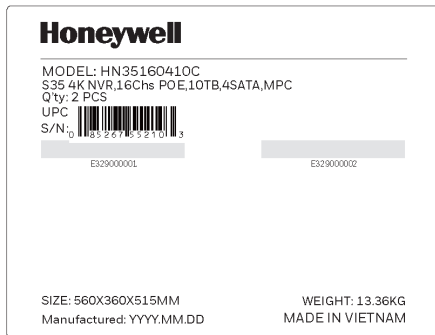 Honeywell
MODEL: HN35160410C
S35 4K NVR,16Chs POE,10TB,4SATA,MPC
Q'ty: 2 PCS
UPC
S/N:
0 85267 55210 3
E329000001 E329000002
SIZE: 560X360X515MM WEIGHT: 13.36KG
Manufactured: YYYY.MM.DD MADE IN VIETNAM